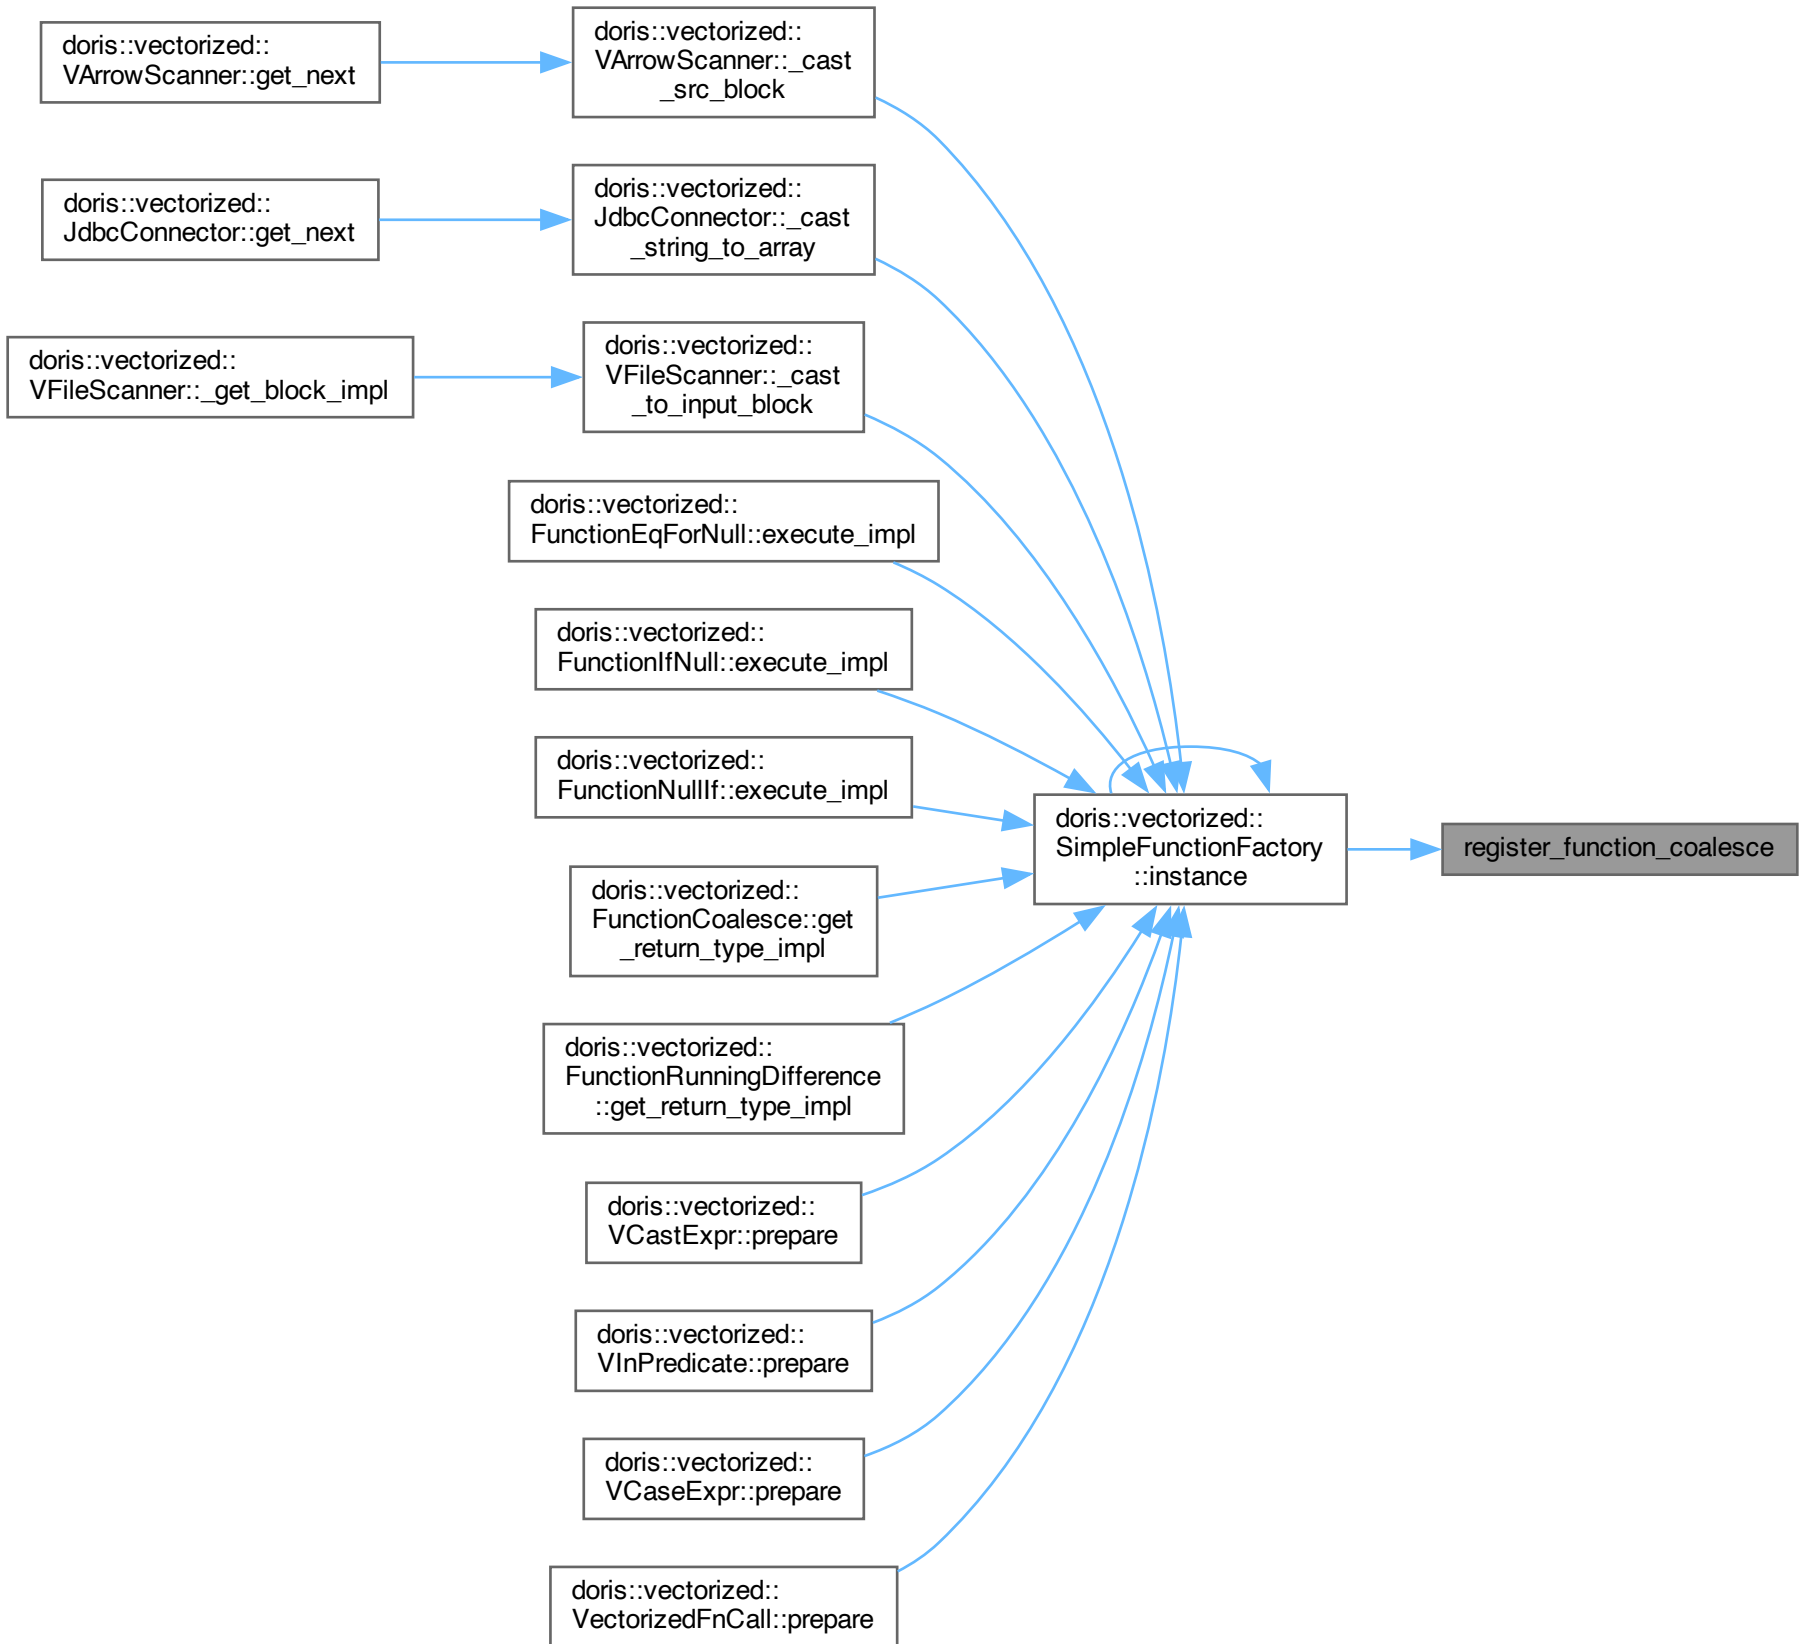 doris::vectorized::
VArrowScanner::get_next
doris::vectorized::
VArrowScanner::_cast
_src_block
doris::vectorized::
JdbcConnector::get_next
doris::vectorized::
JdbcConnector::_cast
_string_to_array
doris::vectorized::
VFileScanner::_get_block_impl
doris::vectorized::
VFileScanner::_cast
_to_input_block
doris::vectorized::
FunctionEqForNull::execute_impl
doris::vectorized::
FunctionIfNull::execute_impl
doris::vectorized::
FunctionNullIf::execute_impl
doris::vectorized::
SimpleFunctionFactory
::instance
register_function_coalesce
doris::vectorized::
FunctionCoalesce::get
_return_type_impl
doris::vectorized::
FunctionRunningDifference
::get_return_type_impl
doris::vectorized::
VCastExpr::prepare
doris::vectorized::
VInPredicate::prepare
doris::vectorized::
VCaseExpr::prepare
doris::vectorized::
VectorizedFnCall::prepare